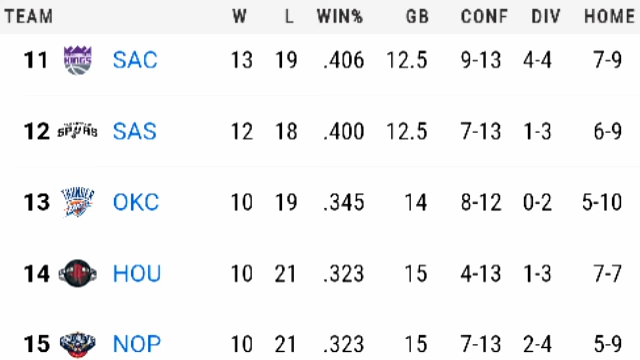 TEAM W L WIN% GB CONF DIV HOME
11 KINGS SAC 13 19 .406 12.5 9-13 4-4 7-9
12 SPURS SAS 12 18 .400 12.5 7-13 1-3 6-9
13 THUNDER OKC 10 19 .345 14 8-12 0-2 5-10
14 HOU 10 21 .323 15 4-13 1-3 7-7
15 NOP 10 21 .323 15 7-13 2-4 5-9